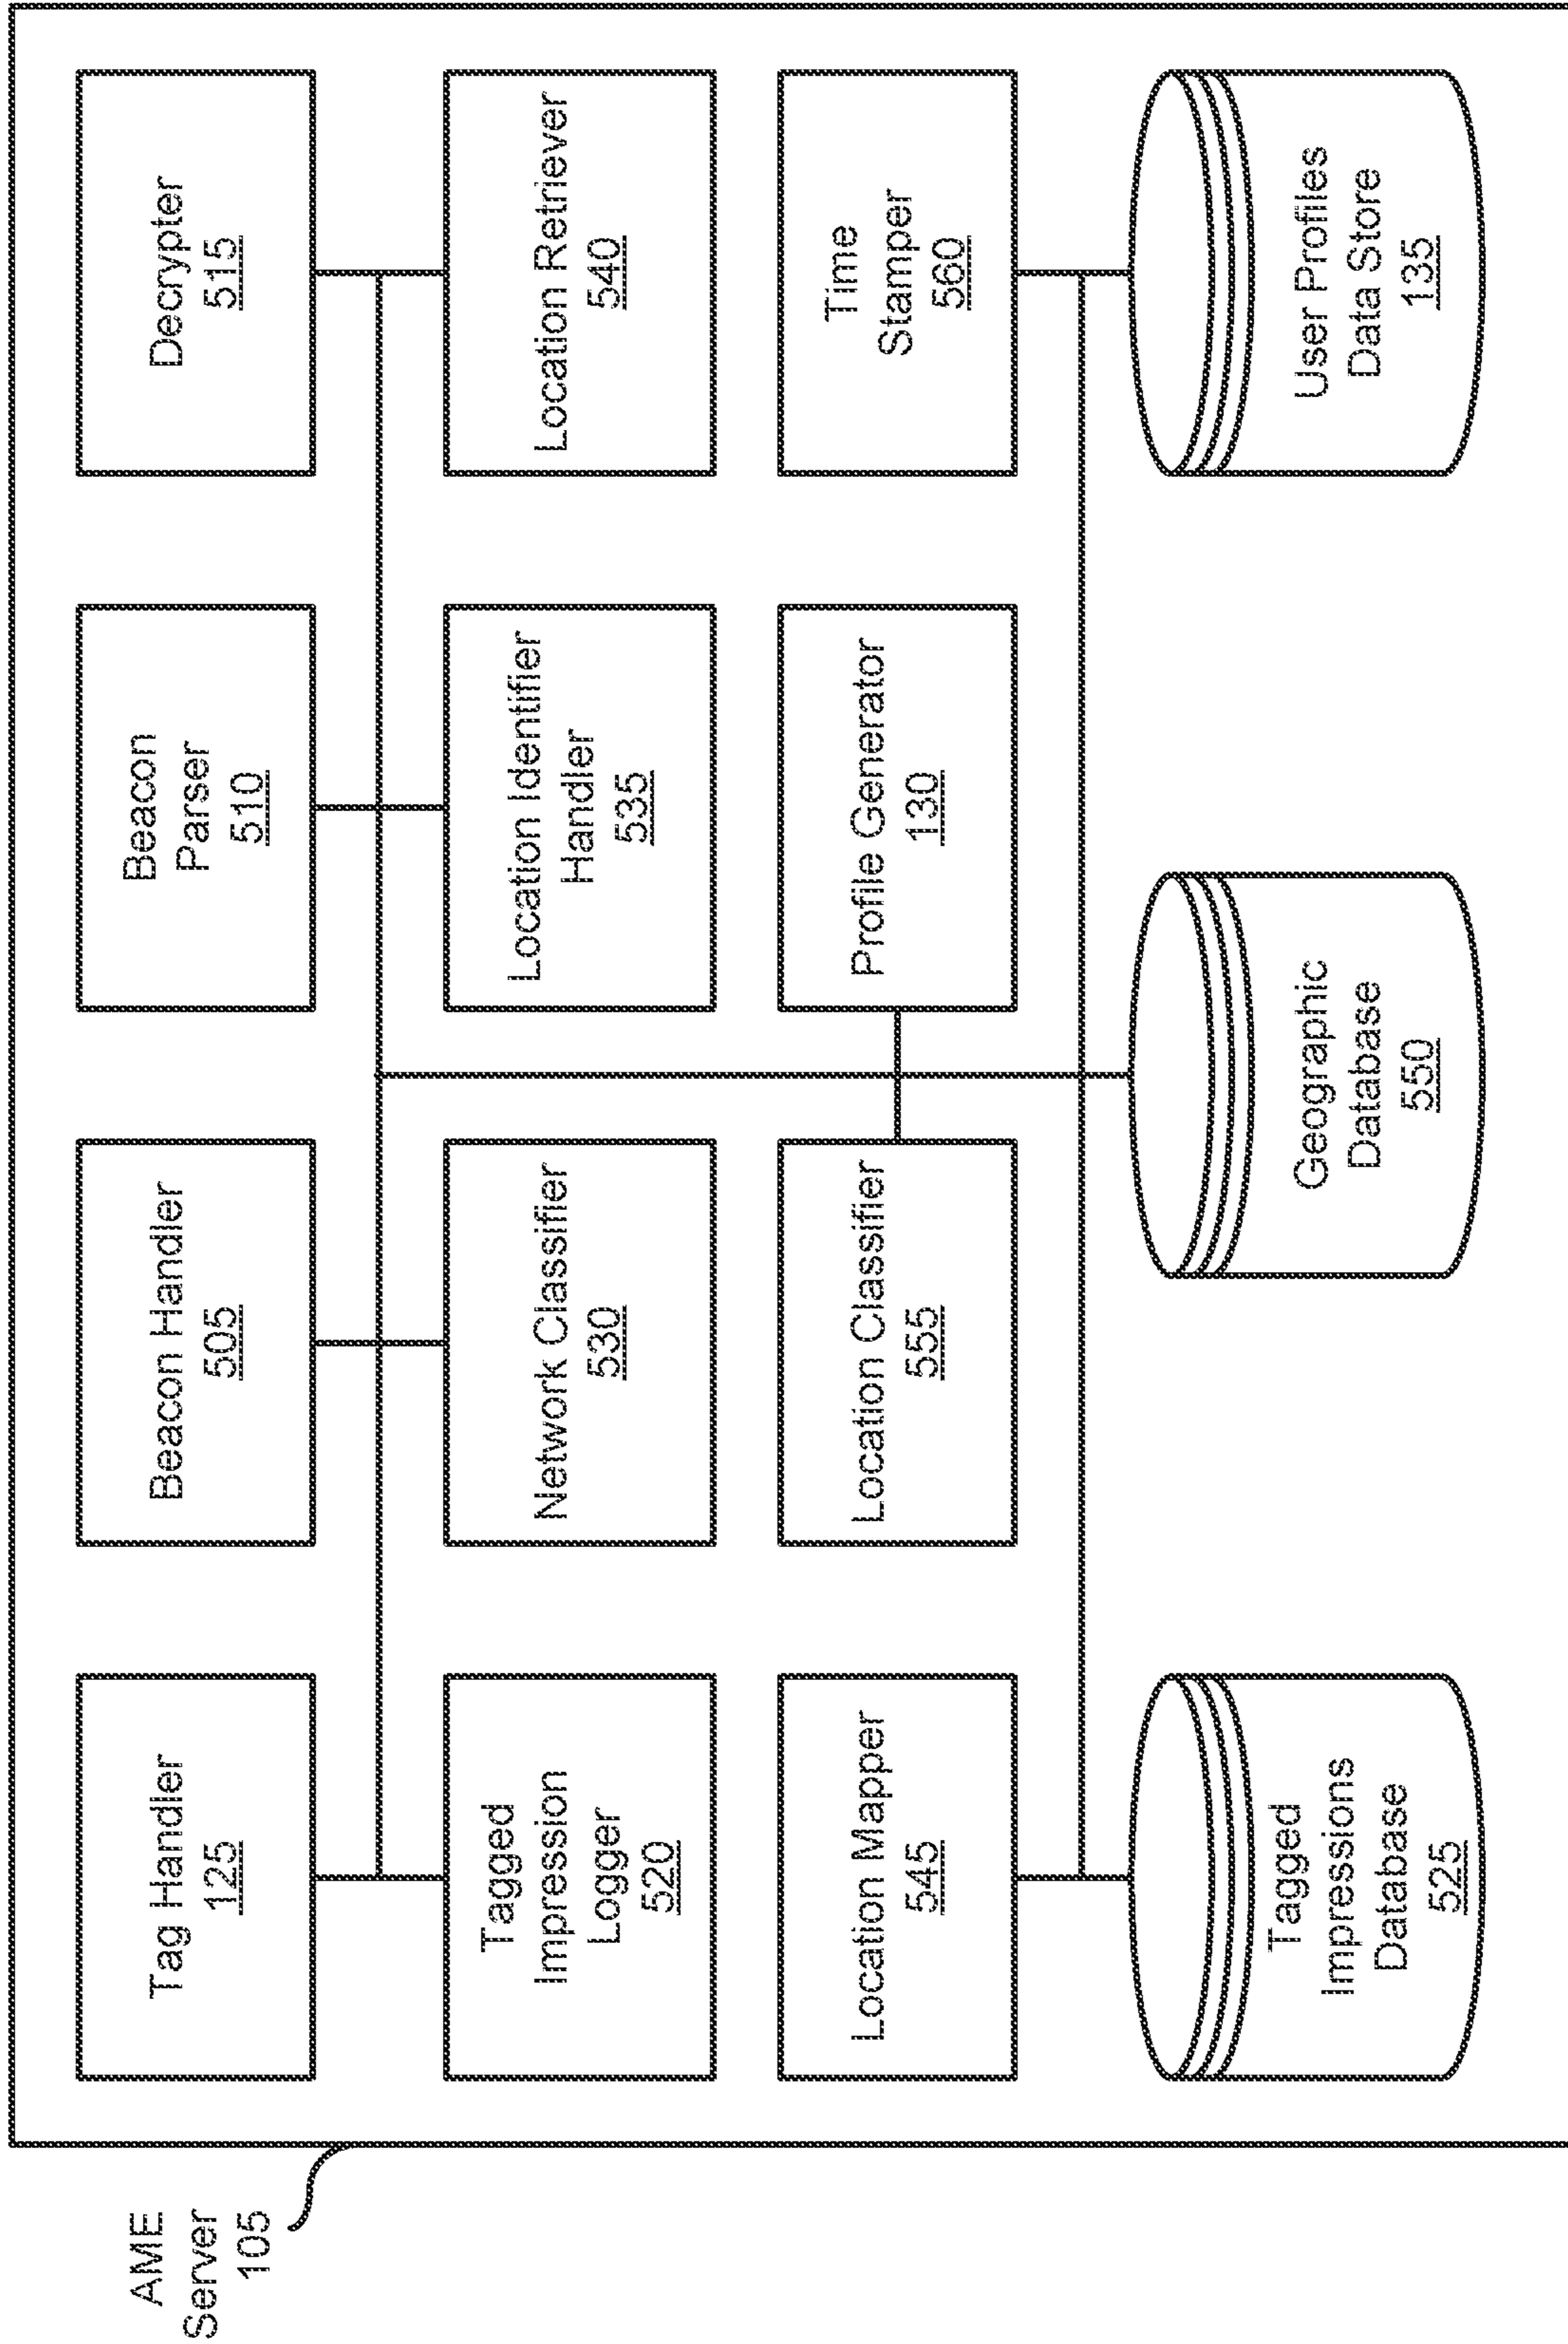 AME
Server
105
Tag Handler
125
Beacon Handler
505
Beacon
Parser
510
Decrypter
515
Tagged
Impression
Logger
520
Network Classifier
530
Location Identifier
Handler
535
Location Retriever
540
Location Mapper
545
Location Classifier
555
Profile Generator
130
Time
Stamper
560
Tagged
Impressions
Database
525
Geographic
Database
550
User Profiles
Data Store
135